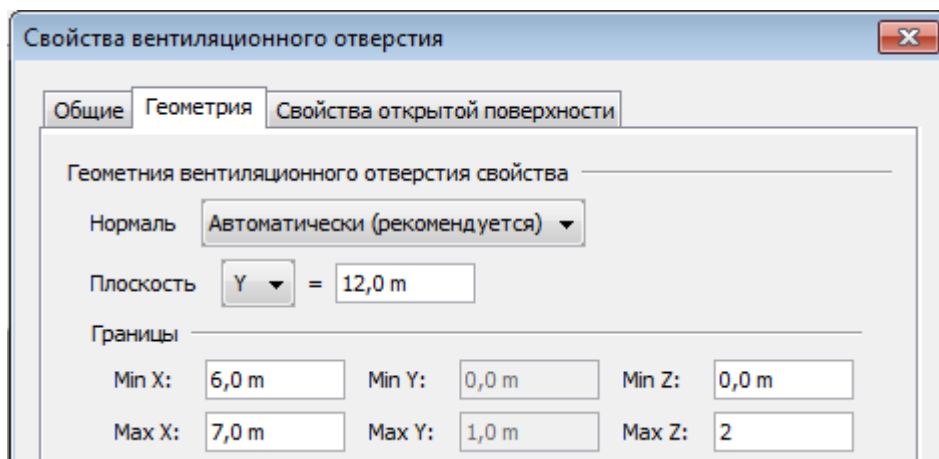 Свойства вентиляционного отверстия
Общие Геометрия Свойства открытой поверхности
Геометния вентиляционного отверстия свойства
Нормаль Автоматически (рекомендуется)
Плоскость Y = 12,0 m
Границы
Min X: 6,0 m Min Y: 0,0 m Min Z: 0,0 m
Max X: 7,0 m Max Y: 1,0 m Max Z: 2